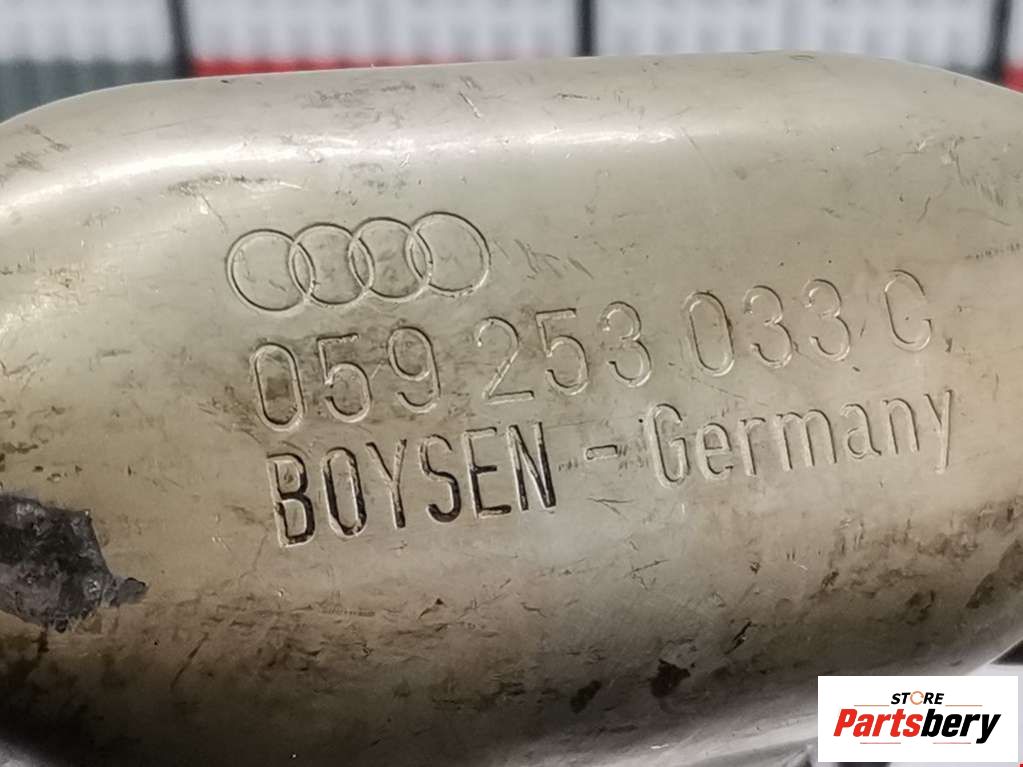 059 253 033 C
BOYSEN - Germany
STORE
Partsbery